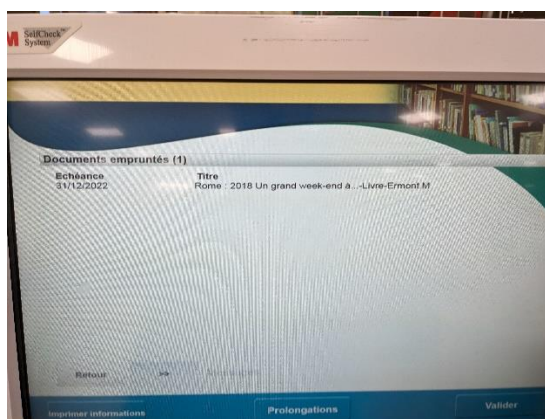 M SelfCheck™
System
Documents empruntés (1)
Echéance Titre
31/12/2022 Rome : 2018 Un grand week-end à...-Livre-Ermont M
Retour >>
Imprimer informations Prolongations Valider